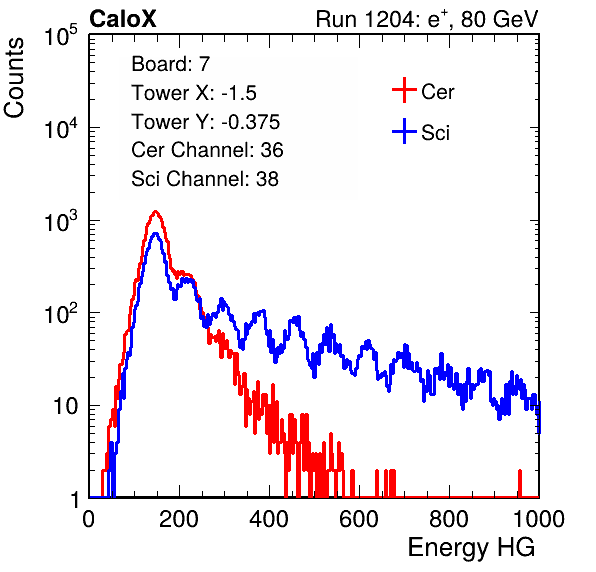 CaloX Run 1204: e⁺, 80 GeV
Counts
10⁵
10⁴
10³
10²
10
1
Board: 7
Tower X: -1.5
Tower Y: -0.375
Cer Channel: 36
Sci Channel: 38
Cer
Sci
0 200 400 600 800 1000
Energy HG